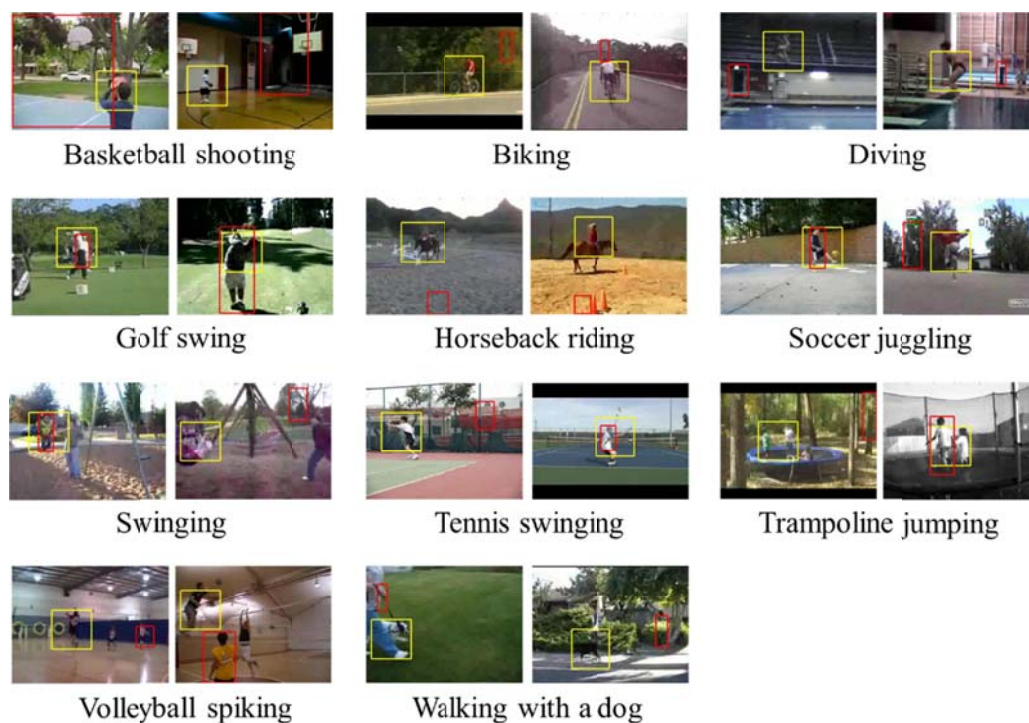 Basketball shooting
Biking
Diving
Golf swing
Horseback riding
Soccer juggling
Swinging
Tennis swinging
Trampoline jumping
Volleyball spiking
Walking with a dog